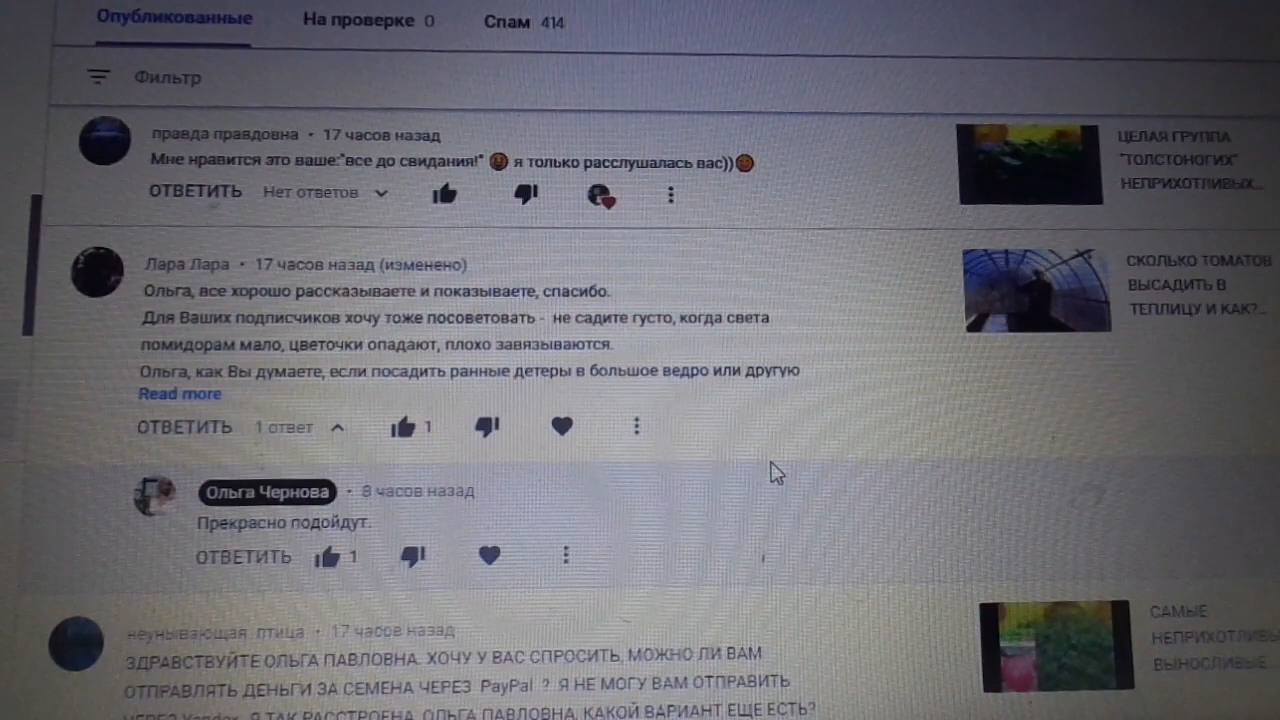 Опубликованные На проверке 0 Спам 414
Фильтр
правда правдовна • 17 часов назад
Мне нравится это ваше:"все до свидания!" я только расслушалась вас))
ОТВЕТИТЬ Нет ответов
ЦЕЛАЯ ГРУППА
"ТОЛСТОНОГИХ"
НЕПРИХОТЛИВЫХ...
Лара Лара • 17 часов назад (изменено)
Ольга, все хорошо рассказываете и показываете, спасибо.
Для Ваших подписчиков хочу тоже посоветовать - не садите густо, когда света
помидорам мало, цветочки опадают, плохо завязываются.
Ольга, как Вы думаете, если посадить ранные детеры в большое ведро или другую
Read more
ОТВЕТИТЬ 1 ответ 1
СКОЛЬКО ТОМАТОВ
ВЫСАДИТЬ В
ТЕПЛИЦУ И КАК?...
Ольга Чернова • 8 часов назад
Прекрасно подойдут.
ОТВЕТИТЬ 1
неунывающая птица • 17 часов назад
ЗДРАВСТВУЙТЕ ОЛЬГА ПАВЛОВНА. ХОЧУ У ВАС СПРОСИТЬ, МОЖНО ЛИ ВАМ
ОТПРАВЛЯТЬ ДЕНЬГИ ЗА СЕМЕНА ЧЕРЕЗ PayPal ? Я НЕ МОГУ ВАМ ОТПРАВИТЬ
ЧЕРЕЗ Yandex. Я ТАК РАССТРОЕНА, ОЛЬГА ПАВЛОВНА, КАКОЙ ВАРИАНТ ЕЩЕ ЕСТЬ?
САМЫЕ
НЕПРИХОТЛИВЫ
ВЫНОСЛИВЫЕ